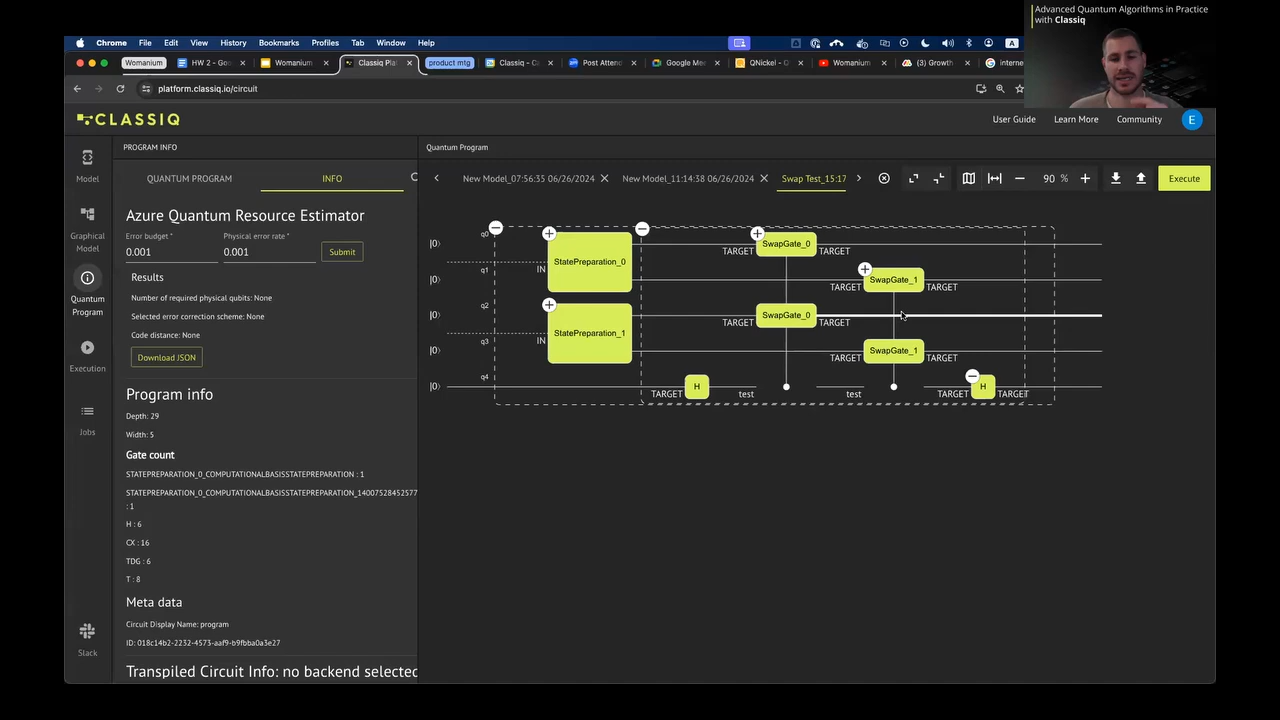 Advanced Quantum Algorithms in Practice
with Classiq
Chrome File Edit View History Bookmarks Profiles Tab Window Help A
Womanium HW 2 - Go Womanium Classiq Pla product mtg Classiq - C Post Attend Google Me QNickel - Womanium (3) Growth interne
platform.classiq.io/circuit
CLASSIQ User Guide Learn More Community E
PROGRAM INFO Quantum Program
Model
QUANTUM PROGRAM INFO New Model_07:56:35 06/26/2024 New Model_11:14:38 06/26/2024 Swap Test_15:17 90 % Execute
Graphical
Model
Azure Quantum Resource Estimator
Error budget * Physical error rate *
0.001 0.001 Submit
Results
Number of required physical qubits: None
Selected error correction scheme: None
Code distance: None
Download JSON
Quantum
Program
Execution
Jobs
Slack
Program info
Depth: 29
Width: 5
Gate count
STATEPREPARATION_0_COMPUTATIONALBASISSTATEPREPARATION : 1
STATEPREPARATION_0_COMPUTATIONALBASISSTATEPREPARATION_14007528452577
: 1
H : 6
CX : 16
TDG : 6
T : 8
Meta data
Circuit Display Name: program
ID: 018c14b2-2232-4573-aaf9-b9fbba0a3e27
Transpiled Circuit Info: no backend selected
q0
|0⟩ SwapGate_0
TARGET TARGET
StatePreparation_0
q1 IN
|0⟩ SwapGate_1
TARGET TARGET
q2
|0⟩ SwapGate_0
TARGET TARGET
StatePreparation_1
q3 IN
|0⟩ SwapGate_1
TARGET TARGET
q4
|0⟩ H H
TARGET test test TARGET TARGET